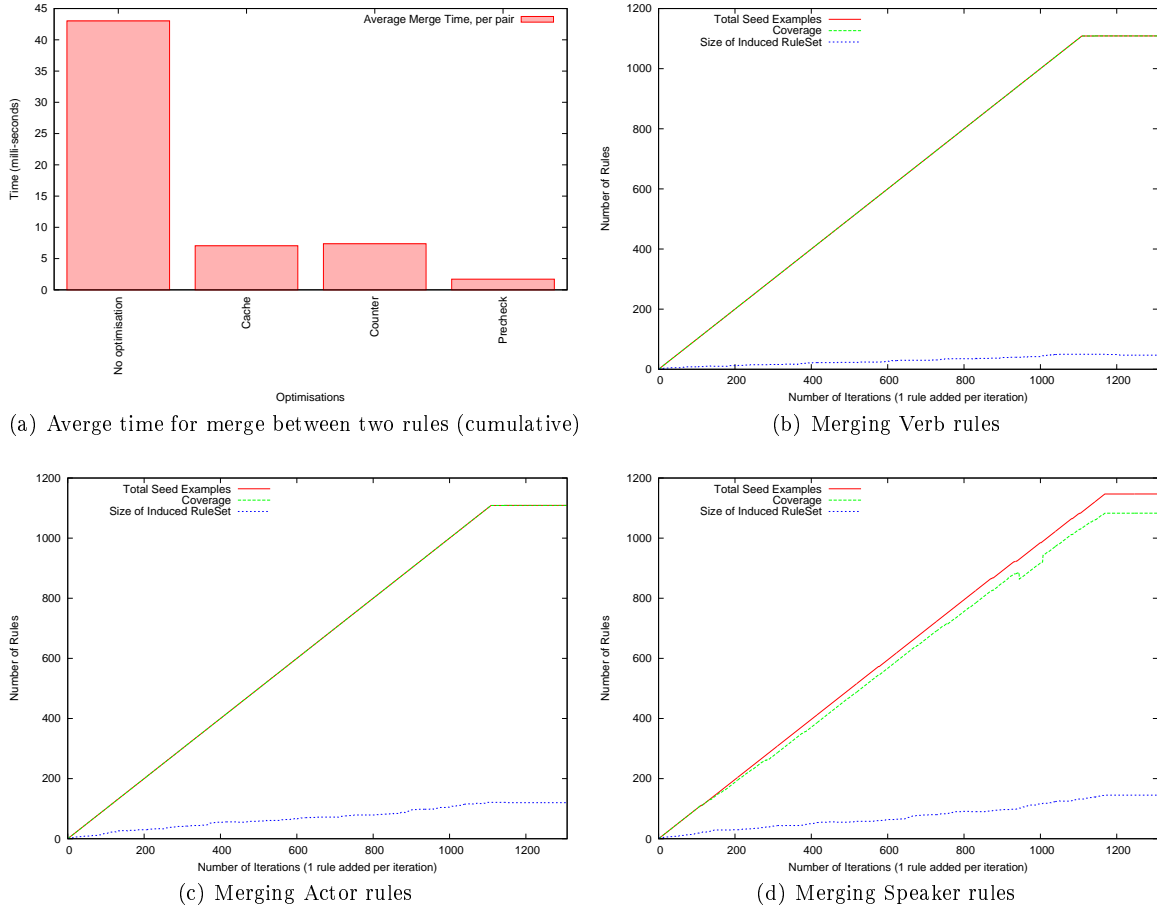 45
40
35
30
25
20
15
10
5
0
Time (milli-seconds)
Average Merge Time, per pair
No optimisation
Cache
Counter
Precheck
Optimisations
(a) Averge time for merge between two rules (cumulative)
1200
1000
800
600
400
200
0
Number of Rules
Total Seed Examples
Coverage
Size of Induced RuleSet
0 200 400 600 800 1000 1200
Number of Iterations (1 rule added per iteration)
(b) Merging Verb rules
1200
1000
800
600
400
200
0
Number of Rules
Total Seed Examples
Coverage
Size of Induced RuleSet
0 200 400 600 800 1000 1200
Number of Iterations (1 rule added per iteration)
(c) Merging Actor rules
1200
1000
800
600
400
200
0
Number of Rules
Total Seed Examples
Coverage
Size of Induced RuleSet
0 200 400 600 800 1000 1200
Number of Iterations (1 rule added per iteration)
(d) Merging Speaker rules